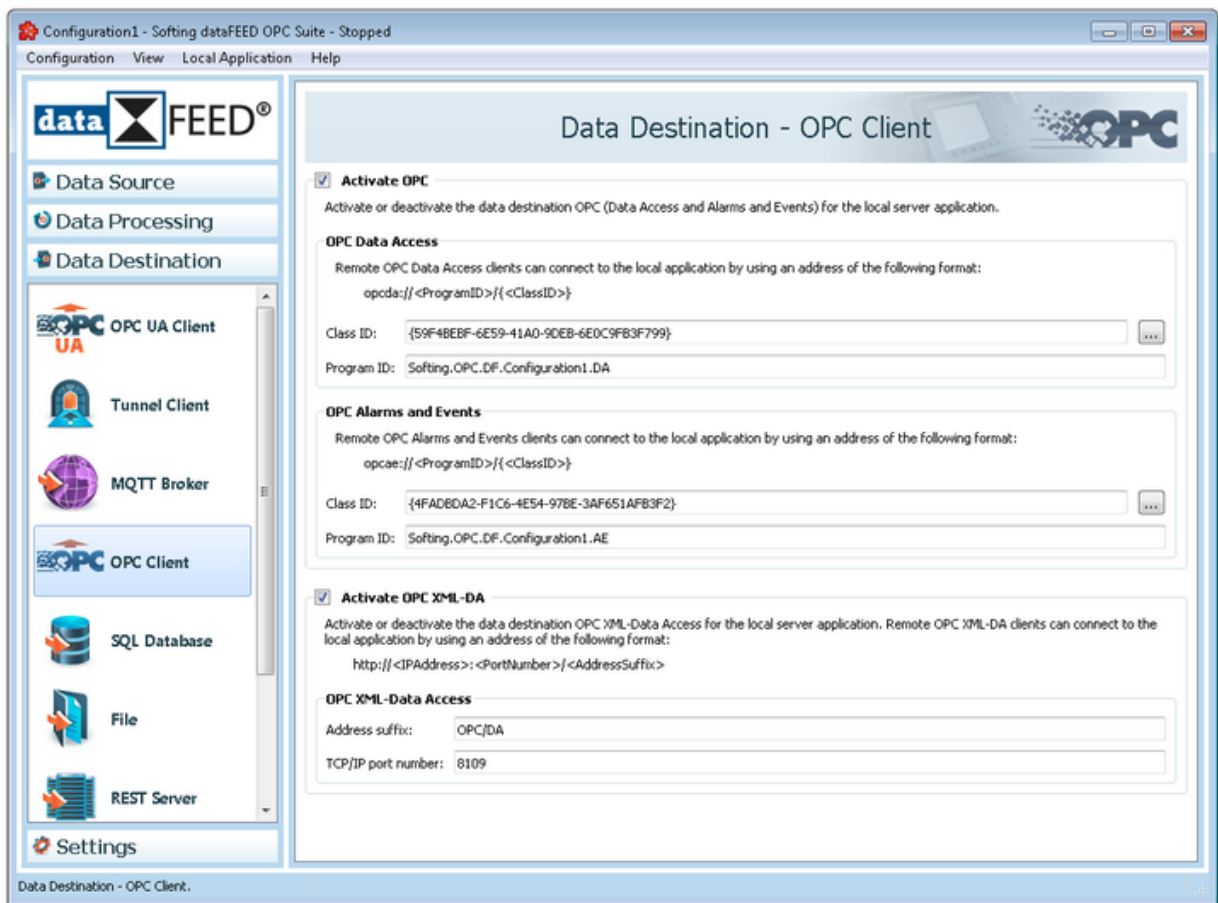 Configuration1 - Softing dataFEED OPC Suite - Stopped
Configuration View Local Application Help
data FEED®
Data Source
Data Processing
Data Destination
OPC UA Client
OPC
UA
Tunnel Client
MQTT Broker
OPC OPC Client
SQL Database
File
REST Server
Settings
Data Destination - OPC Client
OPC
Activate OPC
Activate or deactivate the data destination OPC (Data Access and Alarms and Events) for the local server application.
OPC Data Access
Remote OPC Data Access clients can connect to the local application by using an address of the following format:
opcda://<ProgramID>/{<ClassID>}
Class ID: {59F4BEBF-6E59-41A0-9DEB-6E0C9FB3F799} ...
Program ID: Softing.OPC.DF.Configuration1.DA
OPC Alarms and Events
Remote OPC Alarms and Events clients can connect to the local application by using an address of the following format:
opcae://<ProgramID>/{<ClassID>}
Class ID: {4FADBDA2-F1C6-4E54-97BE-3AF651AFB3F2} ...
Program ID: Softing.OPC.DF.Configuration1.AE
Activate OPC XML-DA
Activate or deactivate the data destination OPC XML-Data Access for the local server application. Remote OPC XML-DA clients can connect to the
local application by using an address of the following format:
http://<IPAddress>:<PortNumber>/<AddressSuffix>
OPC XML-Data Access
Address suffix: OPC/DA
TCP/IP port number: 8109
Data Destination - OPC Client.